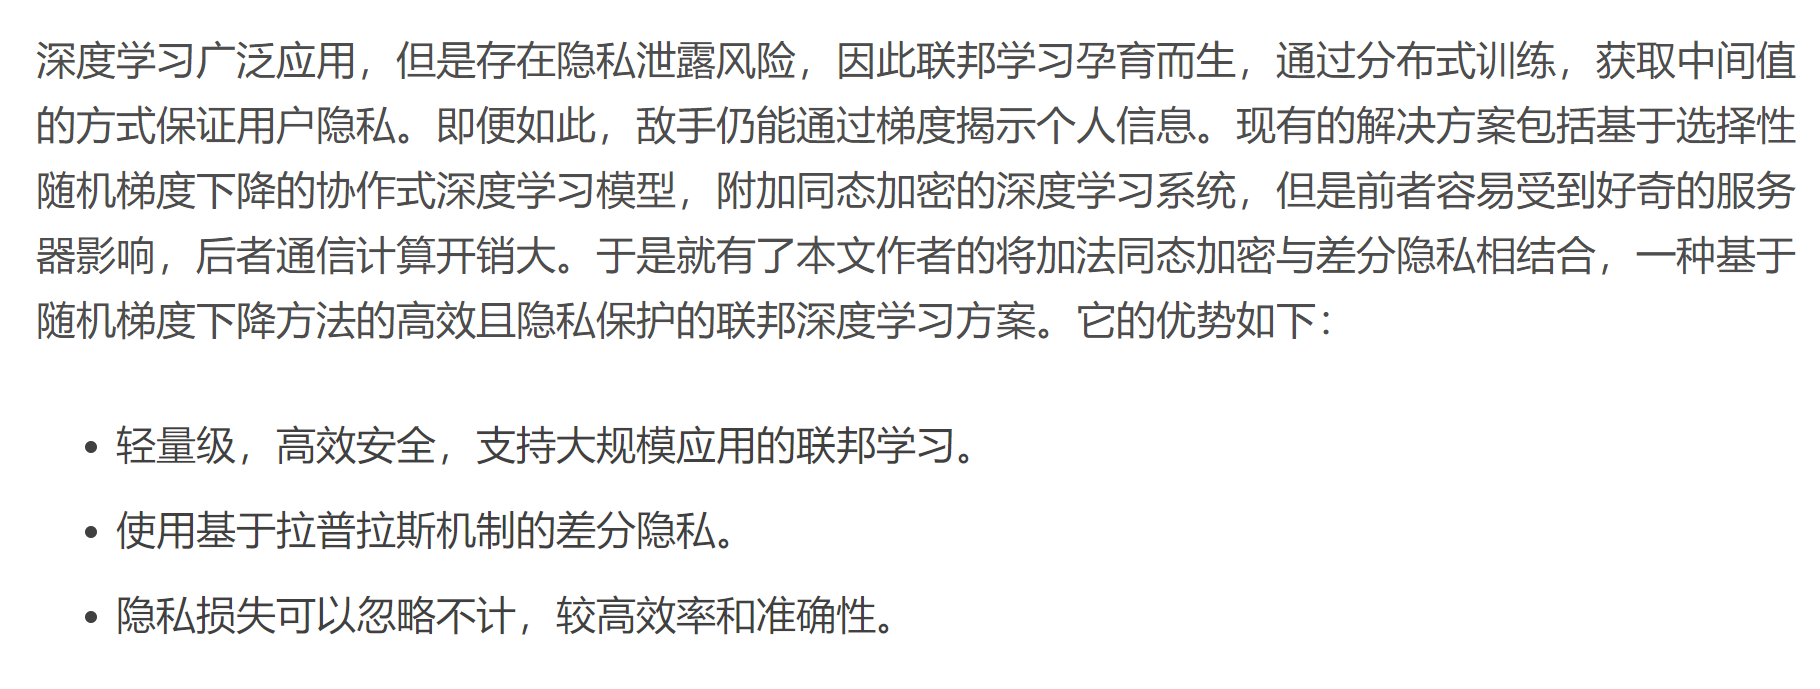 深度学习广泛应用，但是存在隐私泄露风险，因此联邦学习孕育而生，通过分布式训练，获取中间值
的方式保证用户隐私。即便如此，敌手仍能通过梯度揭示个人信息。现有的解决方案包括基于选择性
随机梯度下降的协作式深度学习模型，附加同态加密的深度学习系统，但是前者容易受到好奇的服务
器影响，后者通信计算开销大。于是就有了本文作者的将加法同态加密与差分隐私相结合，一种基于
随机梯度下降方法的高效且隐私保护的联邦深度学习方案。它的优势如下：
• 轻量级，高效安全，支持大规模应用的联邦学习。
• 使用基于拉普拉斯机制的差分隐私。
• 隐私损失可以忽略不计，较高效率和准确性。